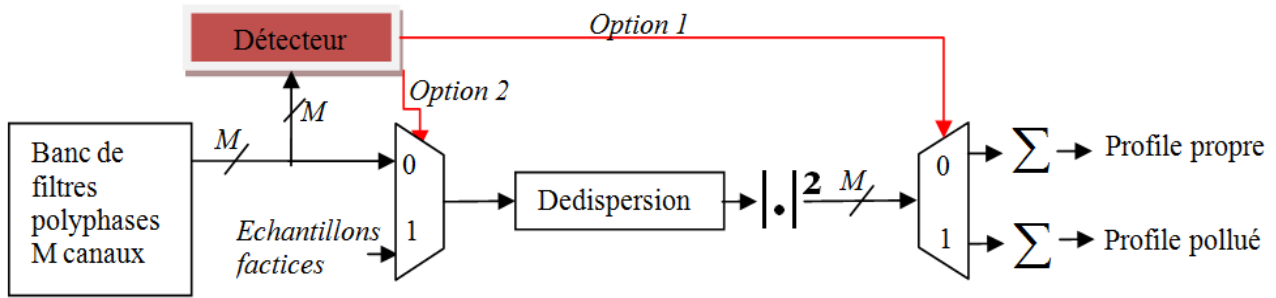 Détecteur
Option 1
Option 2
M
M
Banc de
filtres
polyphases
M canaux
0
1
Echantillons
factices
Dedispersion
|.|2
M
0
1
∑
Profile propre
∑
Profile pollué